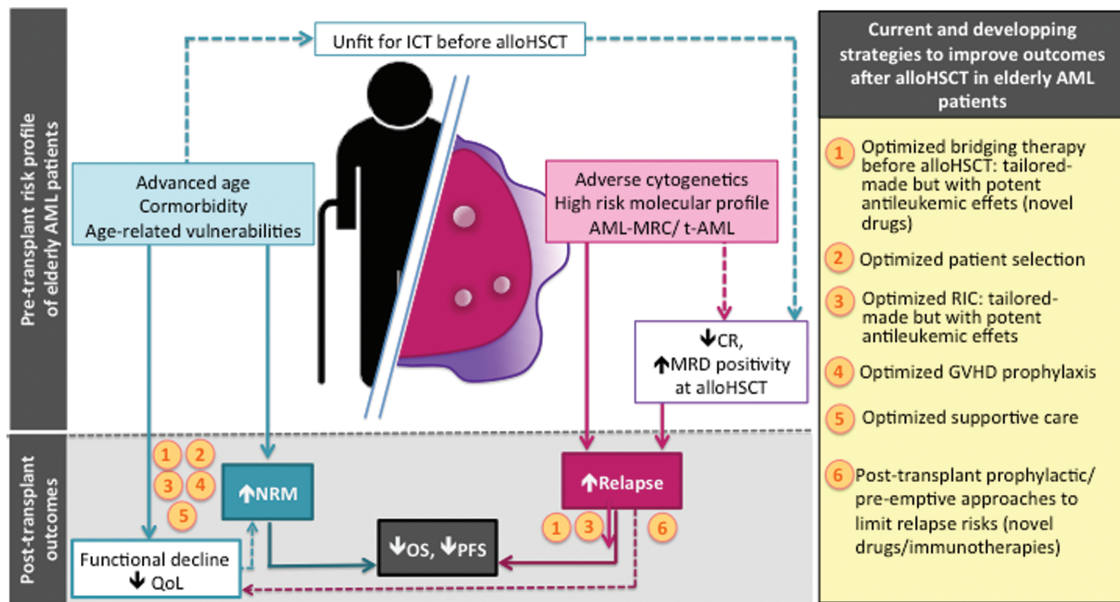 Pre-transplant risk profile
of elderly AML patients
Unfit for ICT before alloHSCT
Advanced age
Cormorbidity
Age-related vulnerabilities
Adverse cytogenetics
High risk molecular profile
AML-MRC/ t-AML
↓CR,
↑MRD positivity
at alloHSCT
Post-transplant
outcomes
1 2
3 4
5
↑NRM
↑Relapse
1 3 6
↓OS, ↓PFS
Functional decline
↓ QoL
Current and developping
strategies to improve outcomes
after alloHSCT in elderly AML
patients
1 Optimized bridging therapy
before alloHSCT: tailored-
made but with potent
antileukemic effets (novel
drugs)
2 Optimized patient selection
3 Optimized RIC: tailored-
made but with potent
antileukemic effets
4 Optimized GVHD prophylaxis
5 Optimized supportive care
6 Post-transplant prophylactic/
pre-emptive approaches to
limit relapse risks (novel
drugs/immunotherapies)